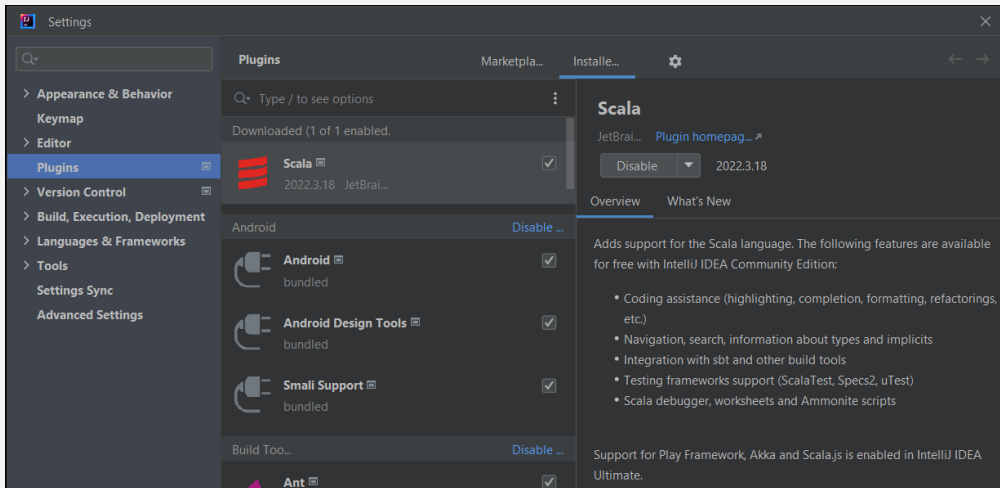 Settings
Plugins
Marketpla...
Installe...
Appearance & Behavior
Keymap
Editor
Plugins
Version Control
Build, Execution, Deployment
Languages & Frameworks
Tools
Settings Sync
Advanced Settings
Type / to see options
Downloaded (1 of 1 enabled.
Scala
2022.3.18 JetBrai...
Android
Disable ...
Android
bundled
Android Design Tools
bundled
Smali Support
bundled
Build Too...
Disable ...
Ant
Scala
JetBrai... Plugin homepag...
Disable
2022.3.18
Overview
What's New
Adds support for the Scala language. The following features are available
for free with IntelliJ IDEA Community Edition:
• Coding assistance (highlighting, completion, formatting, refactorings,
etc.)
• Navigation, search, information about types and implicits
• Integration with sbt and other build tools
• Testing frameworks support (ScalaTest, Specs2, uTest)
• Scala debugger, worksheets and Ammonite scripts
Support for Play Framework, Akka and Scala.js is enabled in IntelliJ IDEA
Ultimate.